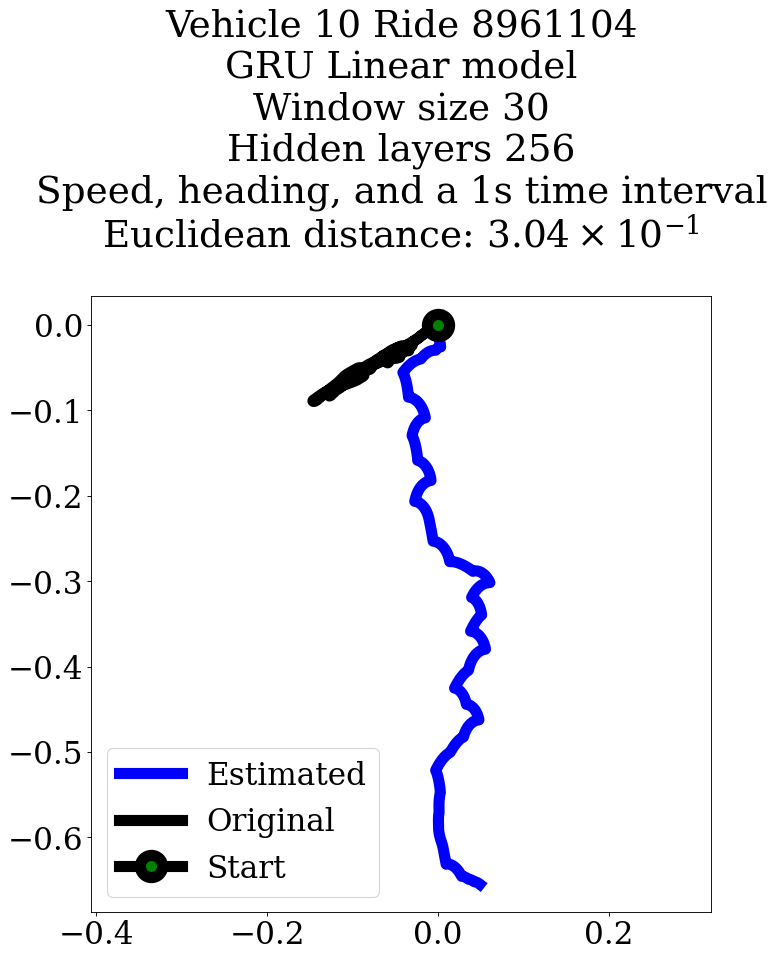 Vehicle 10 Ride 8961104
GRU Linear model
Window size 30
Hidden layers 256
Speed, heading, and a 1s time interval
Euclidean distance: 3.04 × 10⁻¹
0.0
−0.1
−0.2
−0.3
−0.4
−0.5
−0.6
Estimated
Original
Start
−0.4 −0.2 0.0 0.2